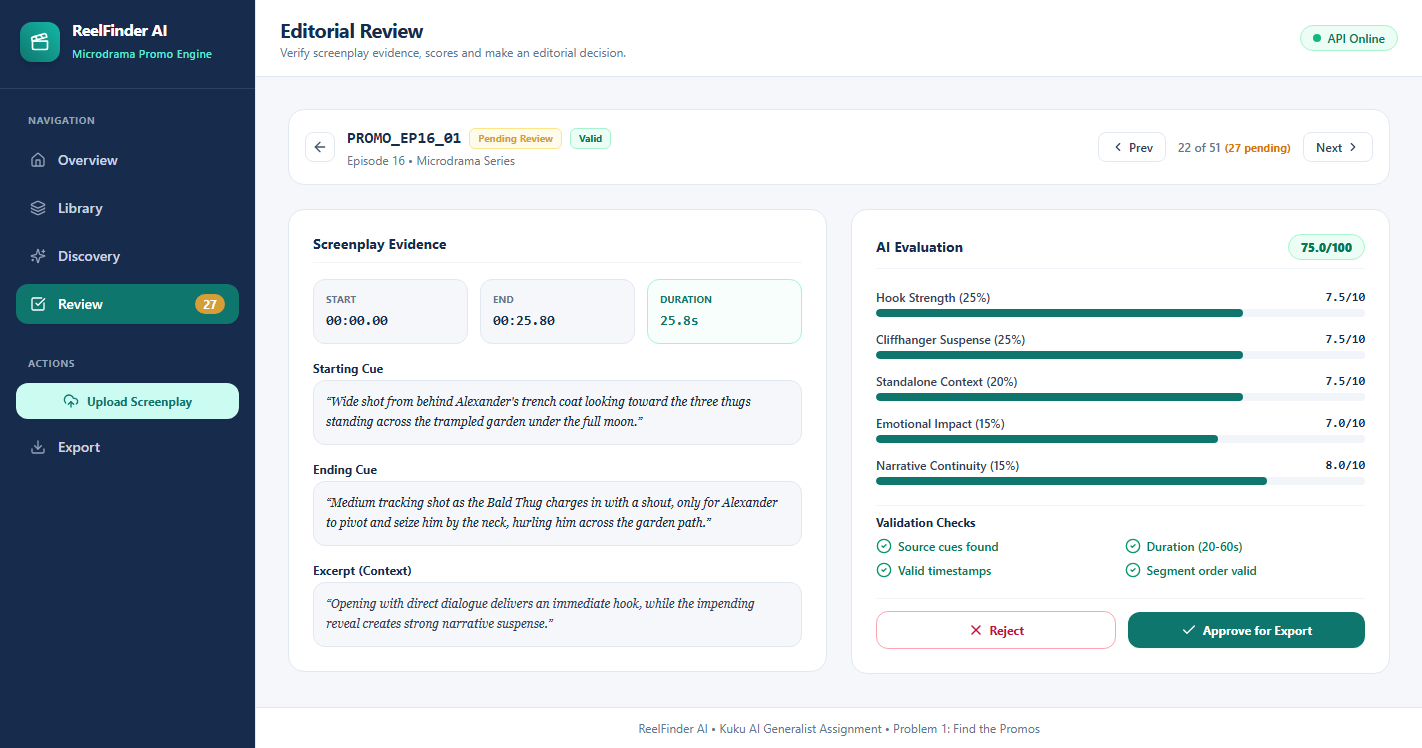 ReelFinder AI
Microdrama Promo Engine
NAVIGATION
Overview
Library
Discovery
Review
27
ACTIONS
Upload Screenplay
Export
Editorial Review
Verify screenplay evidence, scores and make an editorial decision.
API Online
PROMO_EP16_01
Pending Review
Valid
Episode 16 • Microdrama Series
Prev
22 of 51 (27 pending)
Next
Screenplay Evidence
START
00:00.00
END
00:25.80
DURATION
25.8s
Starting Cue
“Wide shot from behind Alexander's trench coat looking toward the three thugs
standing across the trampled garden under the full moon.”
Ending Cue
“Medium tracking shot as the Bald Thug charges in with a shout, only for Alexander
to pivot and seize him by the neck, hurling him across the garden path.”
Excerpt (Context)
“Opening with direct dialogue delivers an immediate hook, while the impending
reveal creates strong narrative suspense.”
AI Evaluation
75.0/100
Hook Strength (25%)
7.5/10
Cliffhanger Suspense (25%)
7.5/10
Standalone Context (20%)
7.5/10
Emotional Impact (15%)
7.0/10
Narrative Continuity (15%)
8.0/10
Validation Checks
Source cues found
Duration (20-60s)
Valid timestamps
Segment order valid
Reject
Approve for Export
ReelFinder AI • Kuku AI Generalist Assignment • Problem 1: Find the Promos